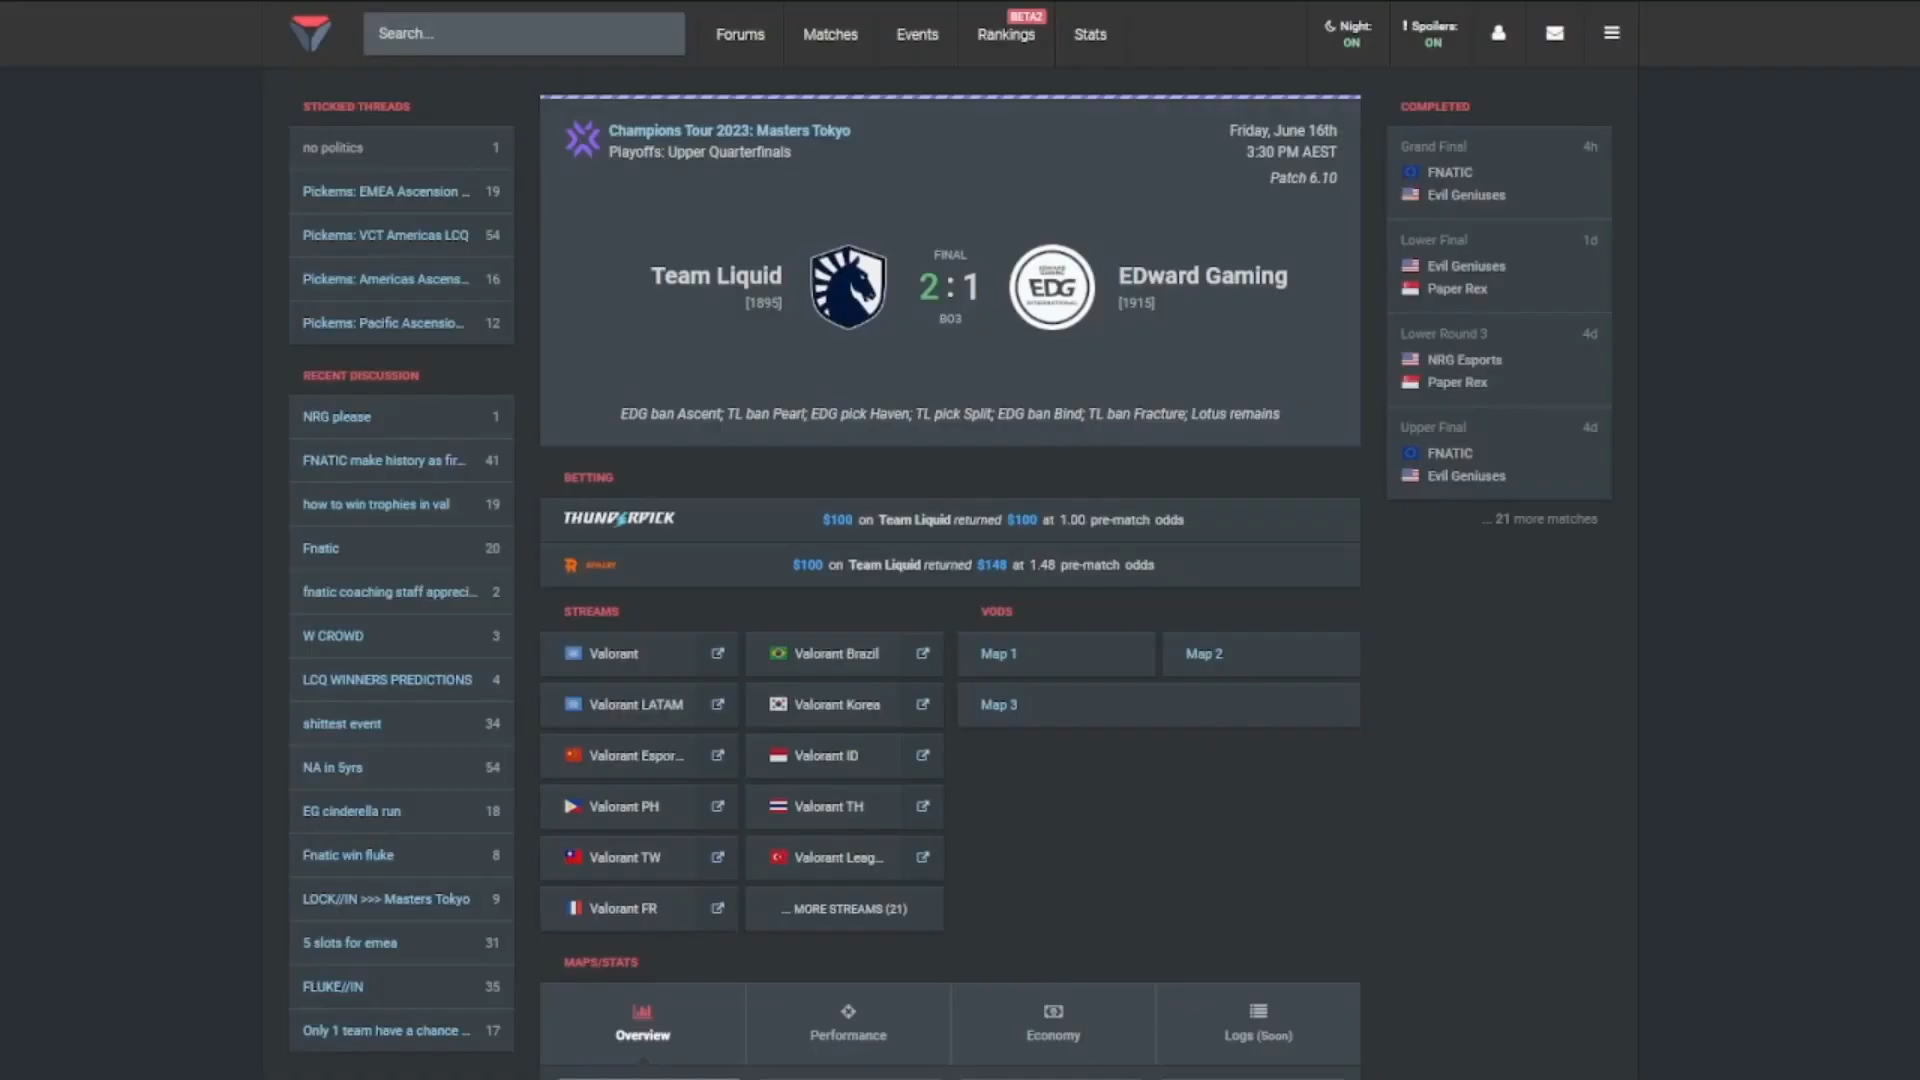 Search...
Forums
Matches
Events
BETA2
Rankings
Stats
Night:
ON
! Spoilers:
ON
STICKIED THREADS
no politics 1
Pickems: EMEA Ascension ... 19
Pickems: VCT Americas LCQ 54
Pickems: Americas Ascens... 16
Pickems: Pacific Ascensio... 12
RECENT DISCUSSION
NRG please 1
FNATIC make history as fir... 41
how to win trophies in val 19
Fnatic 20
fnatic coaching staff appreci... 2
W CROWD 3
LCQ WINNERS PREDICTIONS 4
shittest event 34
NA in 5yrs 54
EG cinderella run 18
Fnatic win fluke 8
LOCK//IN >>> Masters Tokyo 9
5 slots for emea 31
FLUKE//IN 35
Only 1 team have a chance ... 17
Champions Tour 2023: Masters Tokyo
Playoffs: Upper Quarterfinals
Friday, June 16th
3:30 PM AEST
Patch 6.10
Team Liquid
[1895]
FINAL
2 : 1
BO3
EDWARD GAMING
EDG
INTERNATIONAL
EDward Gaming
[1915]
EDG ban Ascent; TL ban Pearl; EDG pick Haven; TL pick Split; EDG ban Bind; TL ban Fracture; Lotus remains
BETTING
THUNDERPICK
$100 on Team Liquid returned $100 at 1.00 pre-match odds
RIVALRY
$100 on Team Liquid returned $148 at 1.48 pre-match odds
STREAMS
Valorant
Valorant Brazil
Valorant LATAM
Valorant Korea
Valorant Espor...
Valorant ID
Valorant PH
Valorant TH
Valorant TW
Valorant Leag...
Valorant FR
... MORE STREAMS (21)
VODS
Map 1
Map 2
Map 3
MAPS/STATS
Overview
Performance
Economy
Logs (Soon)
COMPLETED
Grand Final 4h
FNATIC
Evil Geniuses
Lower Final 1d
Evil Geniuses
Paper Rex
Lower Round 3 4d
NRG Esports
Paper Rex
Upper Final 4d
FNATIC
Evil Geniuses
... 21 more matches